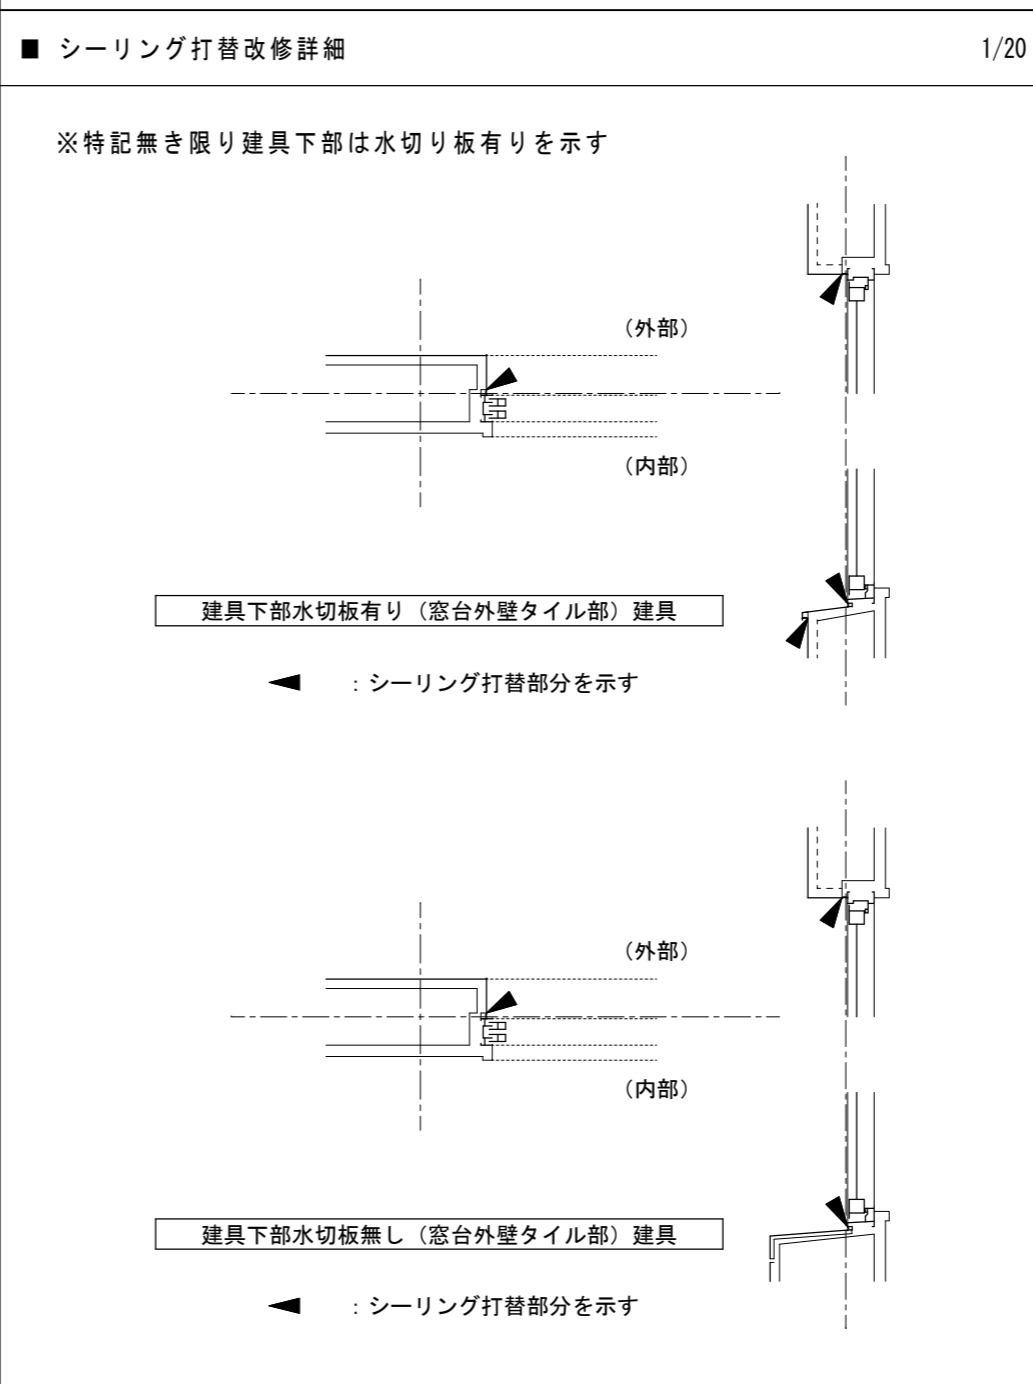 ■ シーリング打替改修詳細 1/20
※特記無き限り建具下部は水切り板有りを示す
(外部)
(内部)
建具下部水切板有り(窓台外壁タイル部)建具
:シーリング打替部分を示す
(外部)
(内部)
建具下部水切板無し(窓台外壁タイル部)建具
:シーリング打替部分を示す